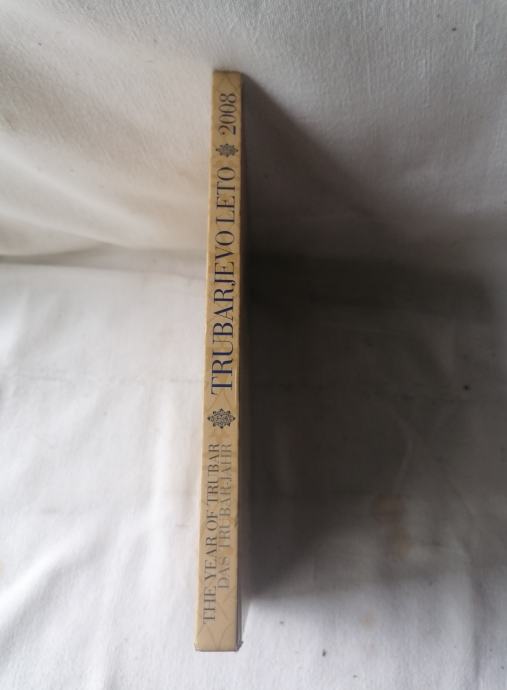 THE YEAR OF TRUBAR
DAS TRUBARJAHR
TRUBARJEVO LETO
2008